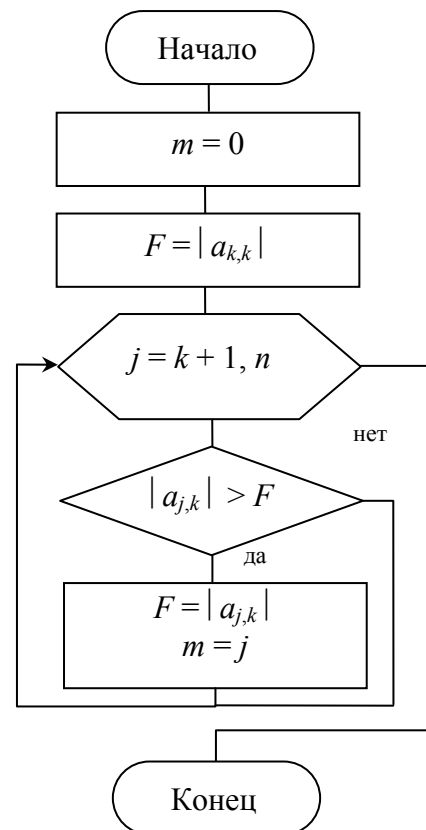 Начало
m = 0
F = | a_{k,k} |
j = k + 1, n
нет
| a_{j,k} | > F
да
F = | a_{j,k} |
m = j
Конец